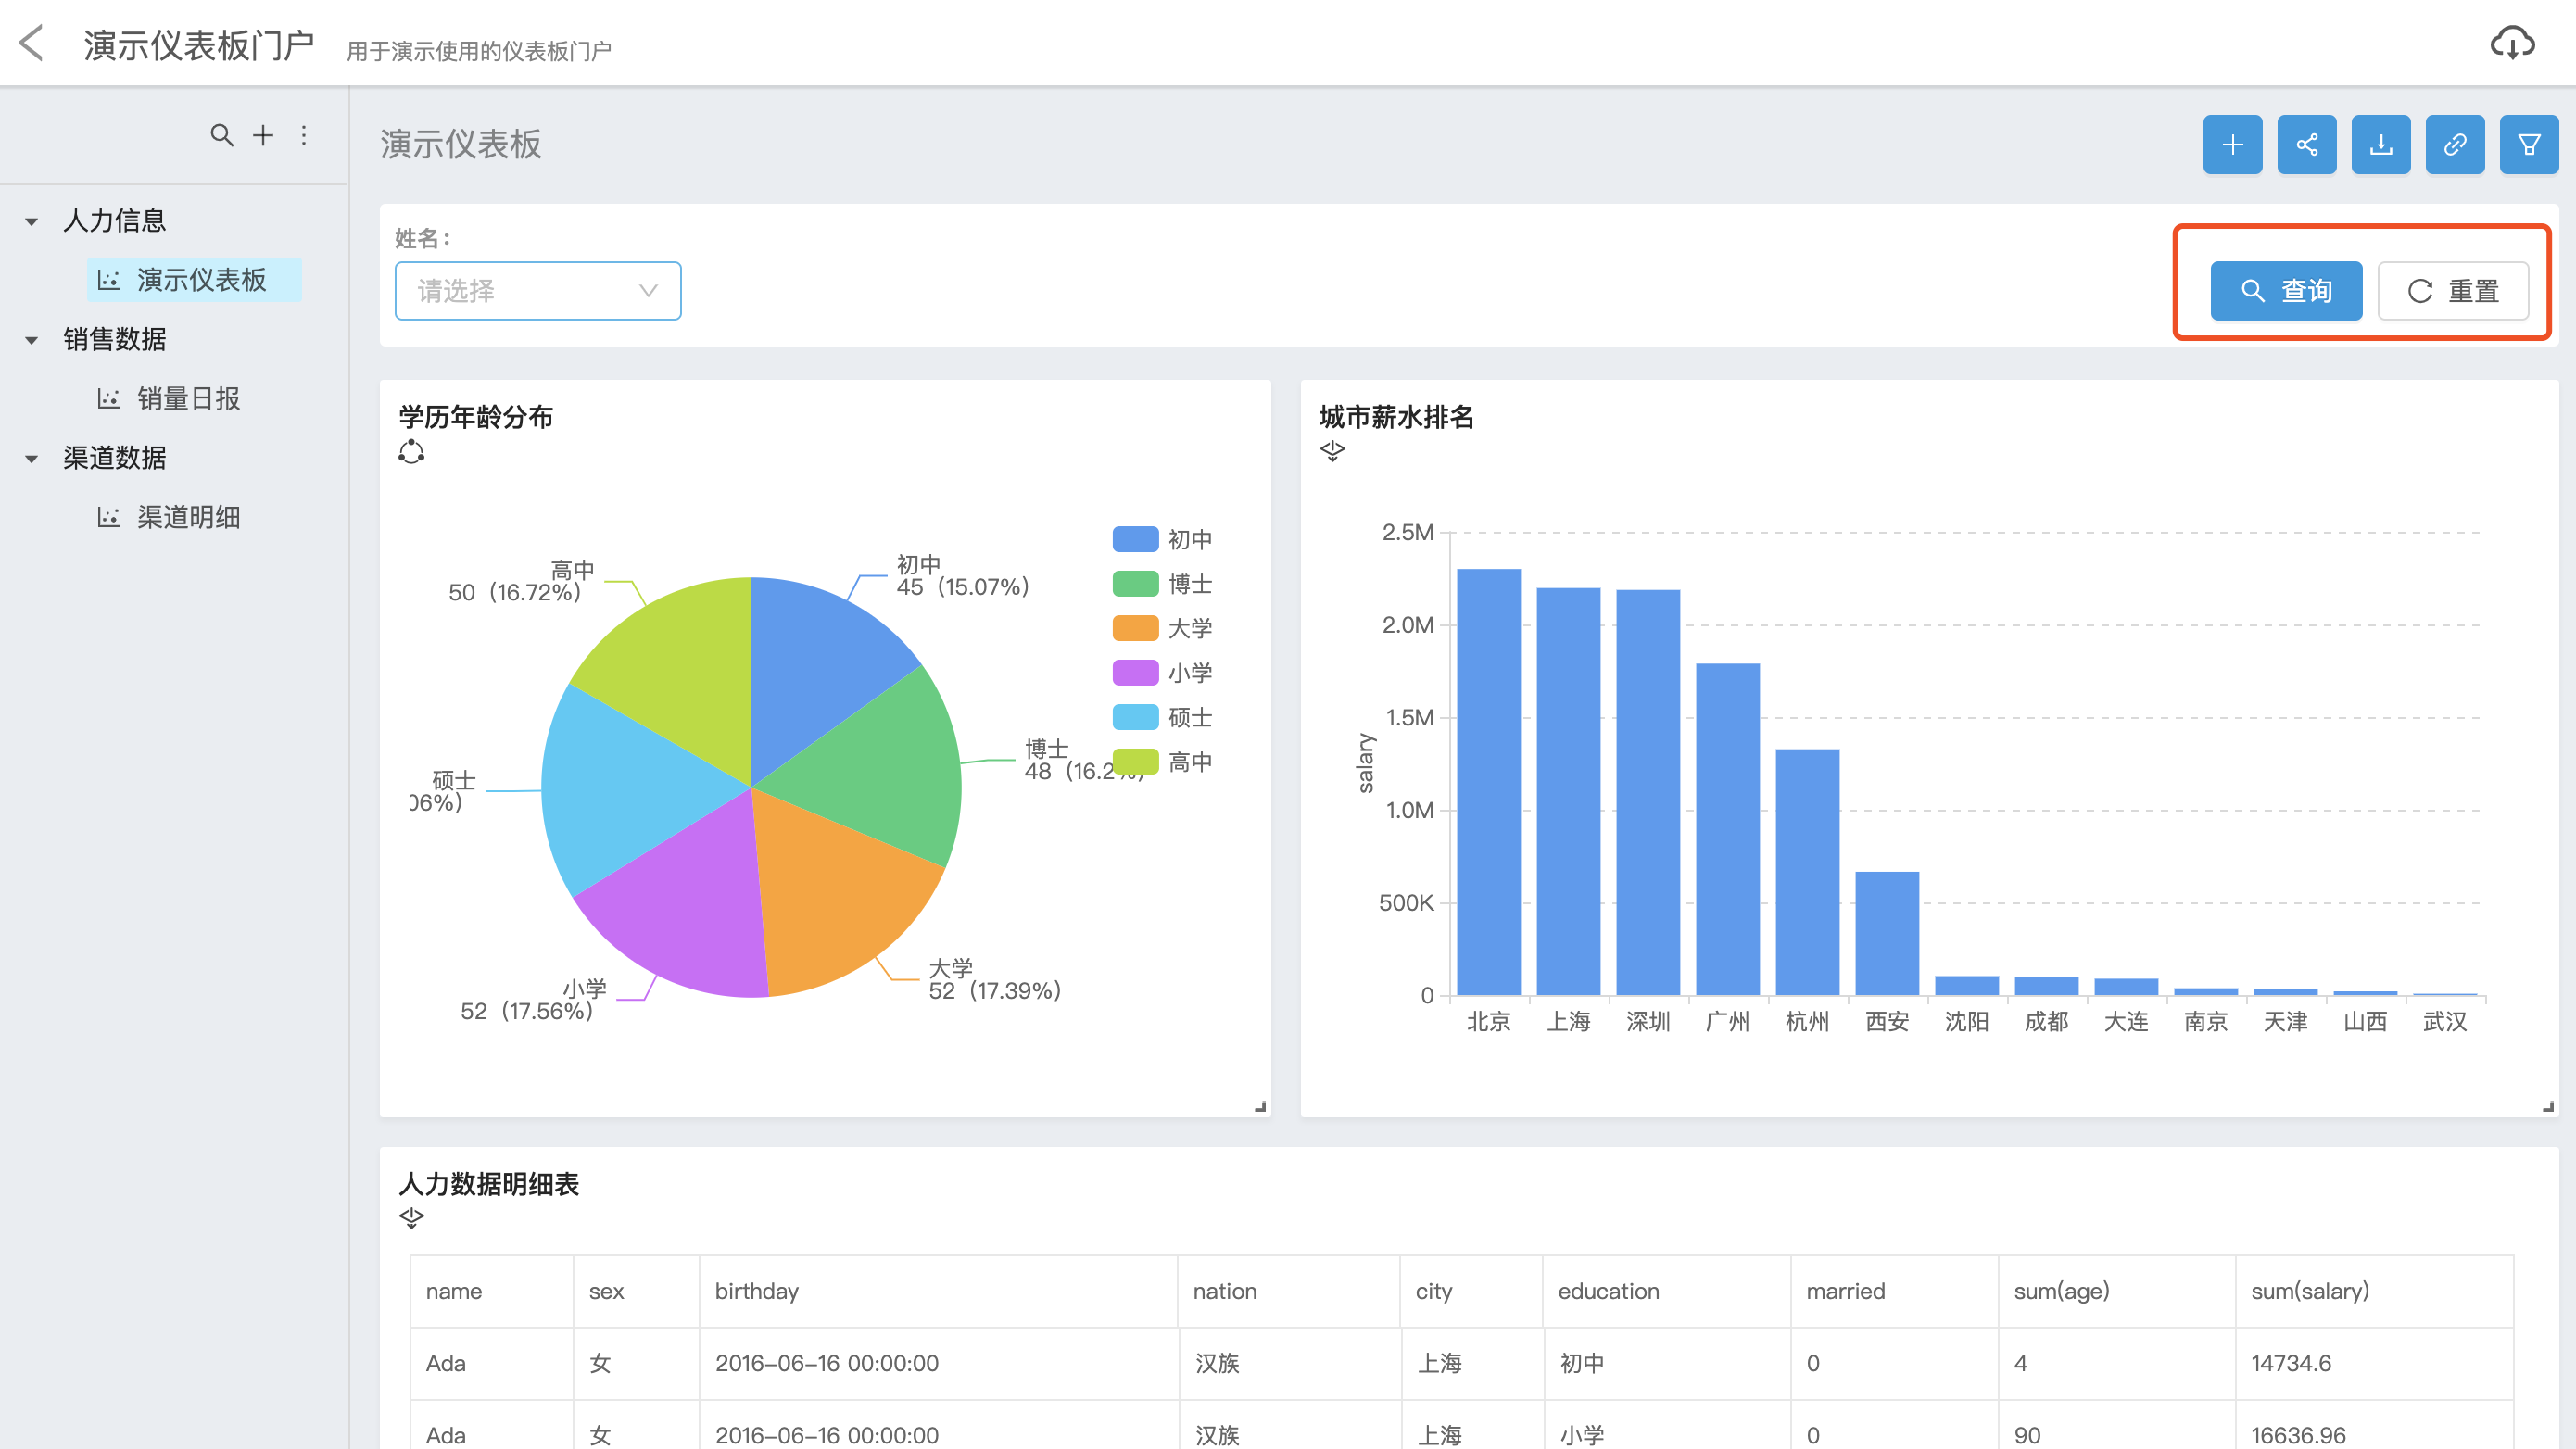 演示仪表板门户 用于演示使用的仪表板门户
人力信息
演示仪表板
销售数据
销量日报
渠道数据
渠道明细
演示仪表板
姓名：
请选择
查询
重置
学历年龄分布
初中
博士
大学
小学
硕士
高中
高中
50（16.72%）
初中
45（15.07%）
博士
48（16.2
硕士
06%）
小学
52（17.56%）
大学
52（17.39%）
城市薪水排名
salary
2.5M
2.0M
1.5M
1.0M
500K
0
北京 上海 深圳 广州 杭州 西安 沈阳 成都 大连 南京 天津 山西 武汉
人力数据明细表
name sex birthday nation city education married sum(age) sum(salary)
Ada 女 2016-06-16 00:00:00 汉族 上海 初中 0 4 14734.6
Ada 女 2016-06-16 00:00:00 汉族 上海 小学 0 90 16636.96